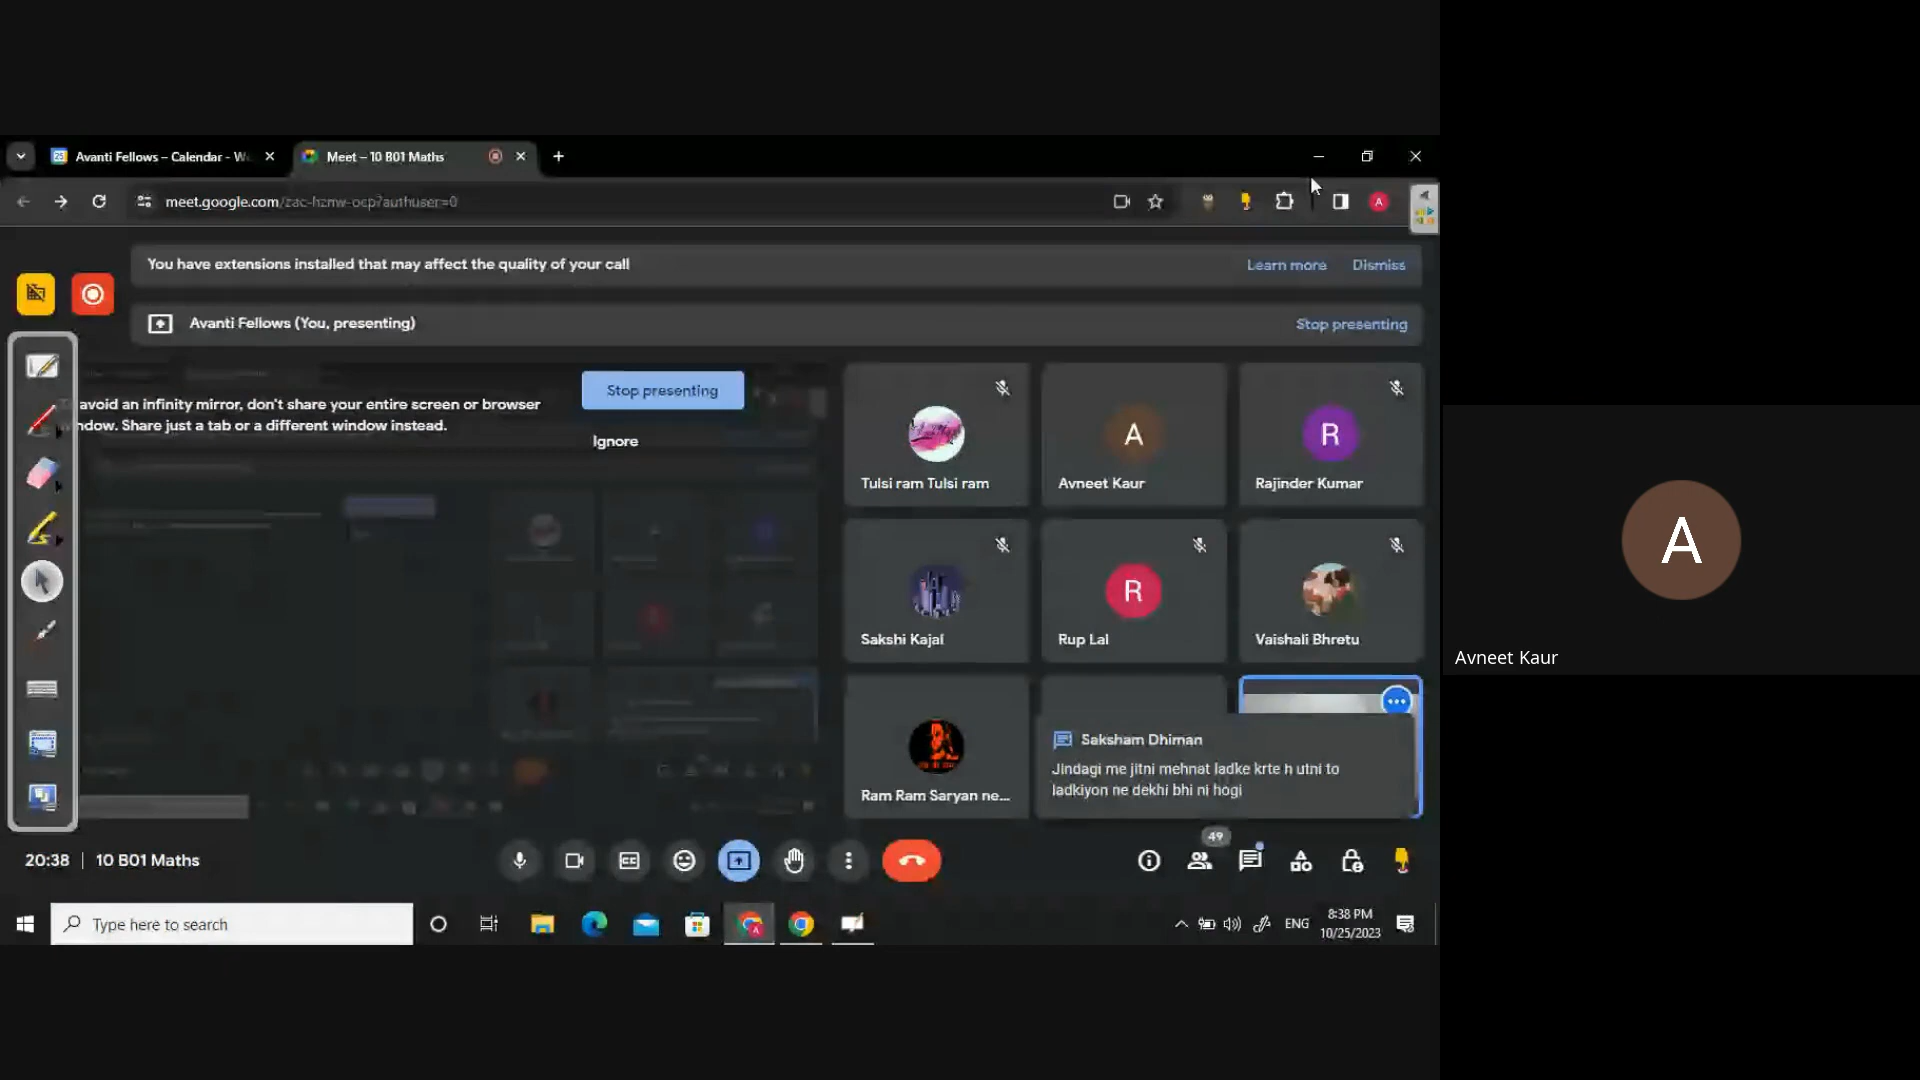 Avanti Fellows – Calendar - W
Meet – 10 B01 Maths
meet.google.com/zac-hzmw-ocp?authuser=0
A
You have extensions installed that may affect the quality of your call
Learn more
Dismiss
Avanti Fellows (You, presenting)
Stop presenting
avoid an infinity mirror, don't share your entire screen or browser
ndow. Share just a tab or a different window instead.
Stop presenting
Ignore
Tulsi ram Tulsi ram
A
Avneet Kaur
R
Rajinder Kumar
Sakshi Kajal
R
Rup Lal
Vaishali Bhretu
Ram Ram Saryan ne...
Saksham Dhiman
Jindagi me jitni mehnat ladke krte h utni to
ladkiyon ne dekhi bhi ni hogi
A
Avneet Kaur
20:38 | 10 B01 Maths
49
Type here to search
ENG
8:38 PM
10/25/2023